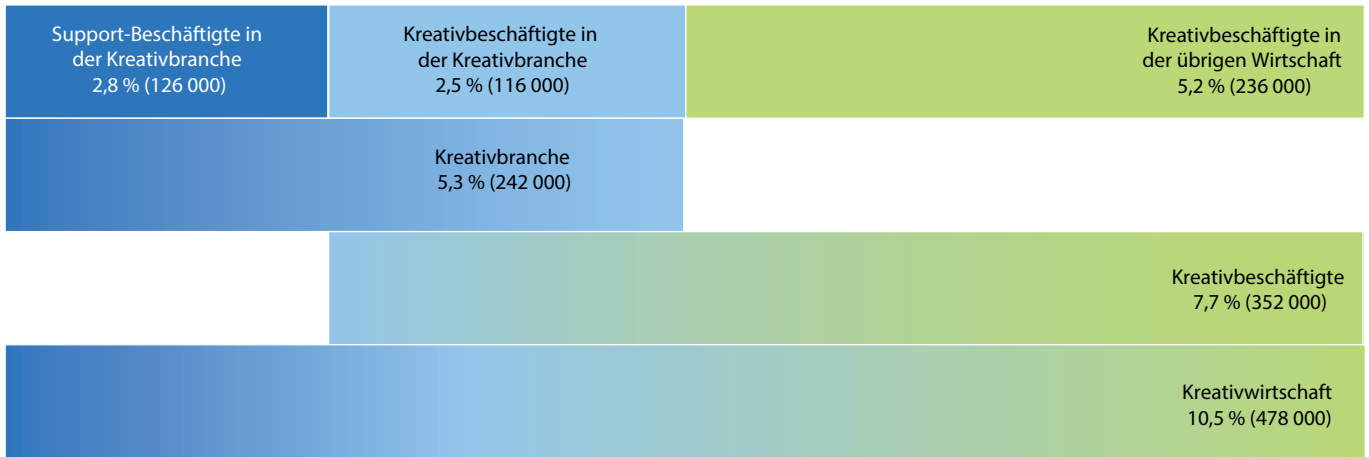 Support-Beschäftigte in
der Kreativbranche
2,8 % (126 000)
Kreativbeschäftigte in
der Kreativbranche
2,5 % (116 000)
Kreativbeschäftigte in
der übrigen Wirtschaft
5,2 % (236 000)
Kreativbranche
5,3 % (242 000)
Kreativbeschäftigte
7,7 % (352 000)
Kreativwirtschaft
10,5 % (478 000)